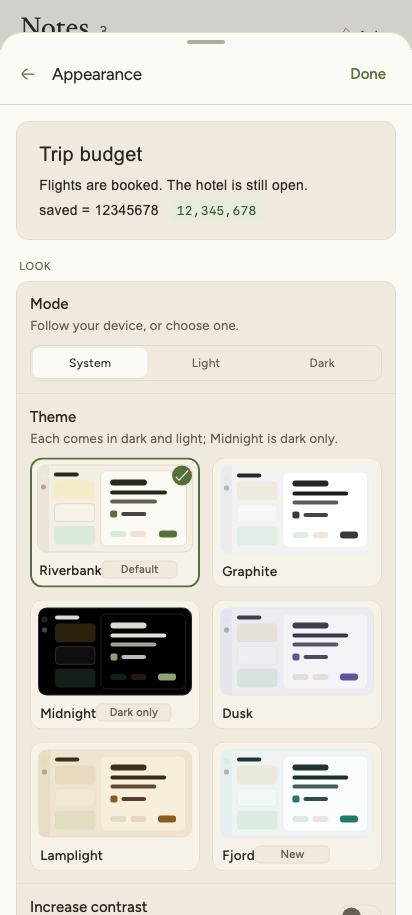 Notes 3
Appearance
Done
Trip budget
Flights are booked. The hotel is still open.
saved = 12345678 12,345,678
LOOK
Mode
Follow your device, or choose one.
System Light Dark
Theme
Each comes in dark and light; Midnight is dark only.
Riverbank Default
Graphite
Midnight Dark only
Dusk
Lamplight
Fjord New
Increase contrast